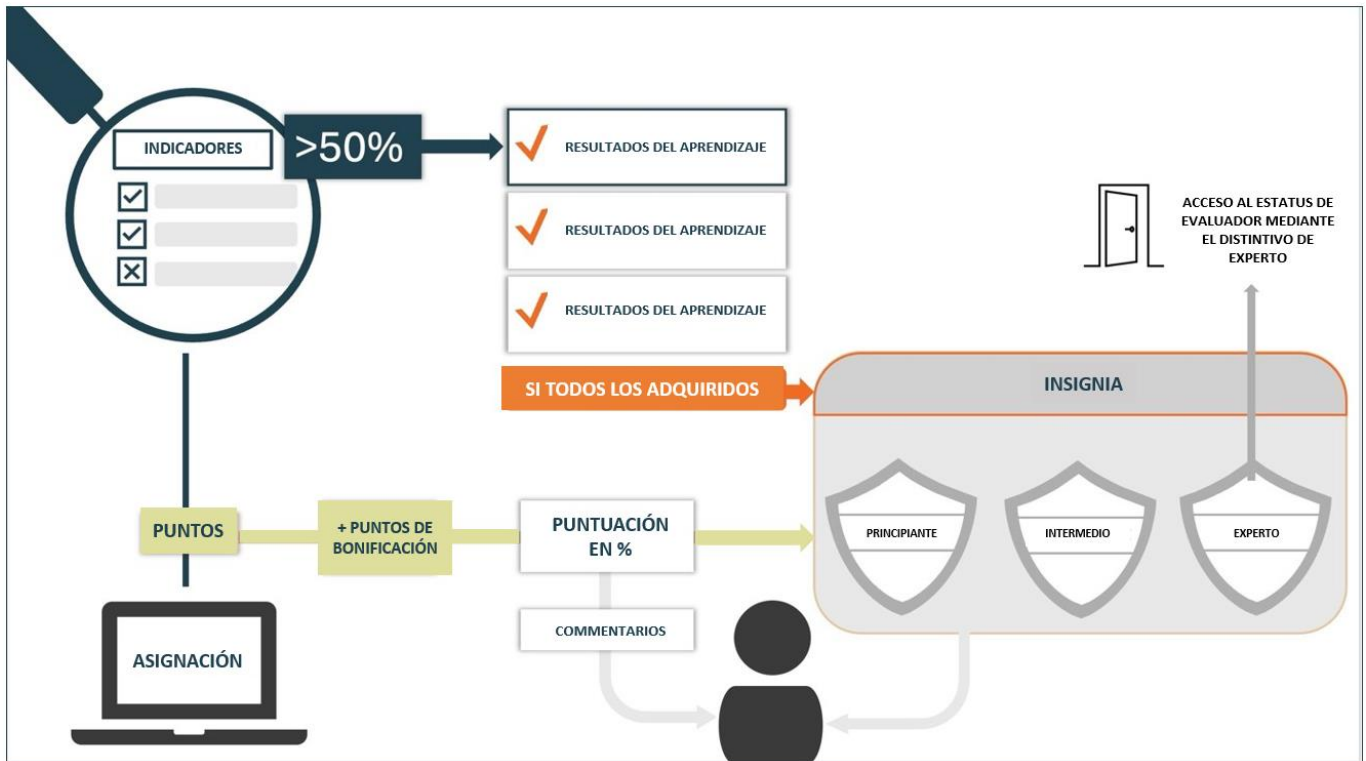 INDICADORES
>50%
RESULTADOS DEL APRENDIZAJE
RESULTADOS DEL APRENDIZAJE
RESULTADOS DEL APRENDIZAJE
SI TODOS LOS ADQUIRIDOS
ACCESO AL ESTATUS DE
EVALUADOR MEDIANTE
EL DISTINTIVO DE
EXPERTO
INSIGNIA
PRINCIPIANTE
INTERMEDIO
EXPERTO
PUNTOS
+ PUNTOS DE
BONIFICACIÓN
PUNTUACIÓN
EN %
COMMENTARIOS
ASIGNACIÓN